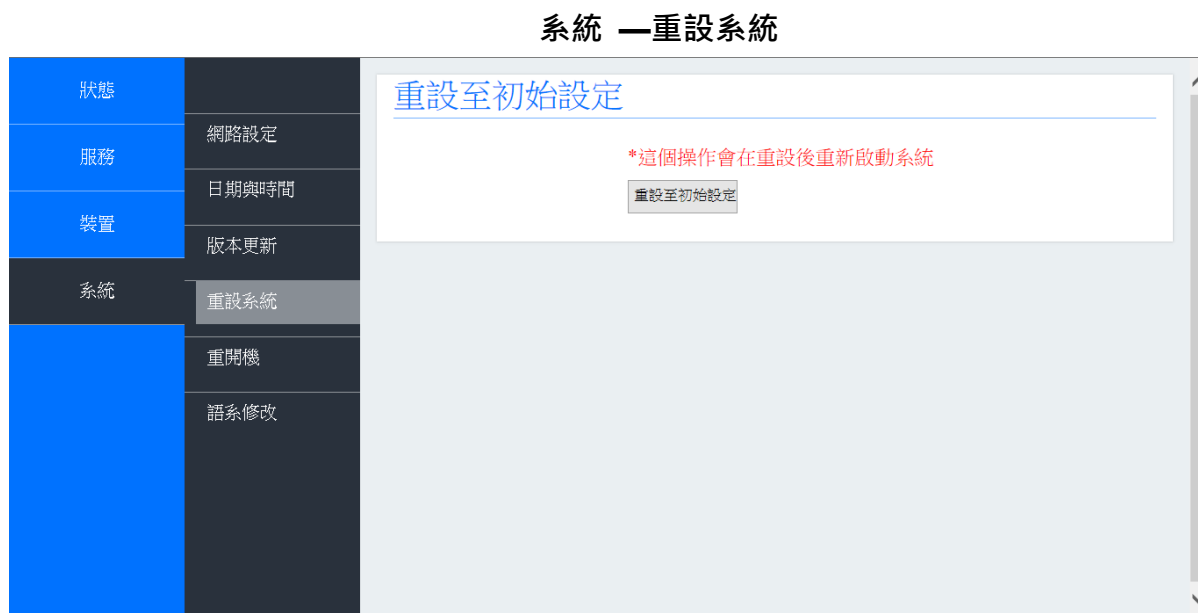 系統 —重設系統
狀態
服務
裝置
系統
網路設定
日期與時間
版本更新
重設系統
重開機
語系修改
重設至初始設定
*這個操作會在重設後重新啟動系統
重設至初始設定